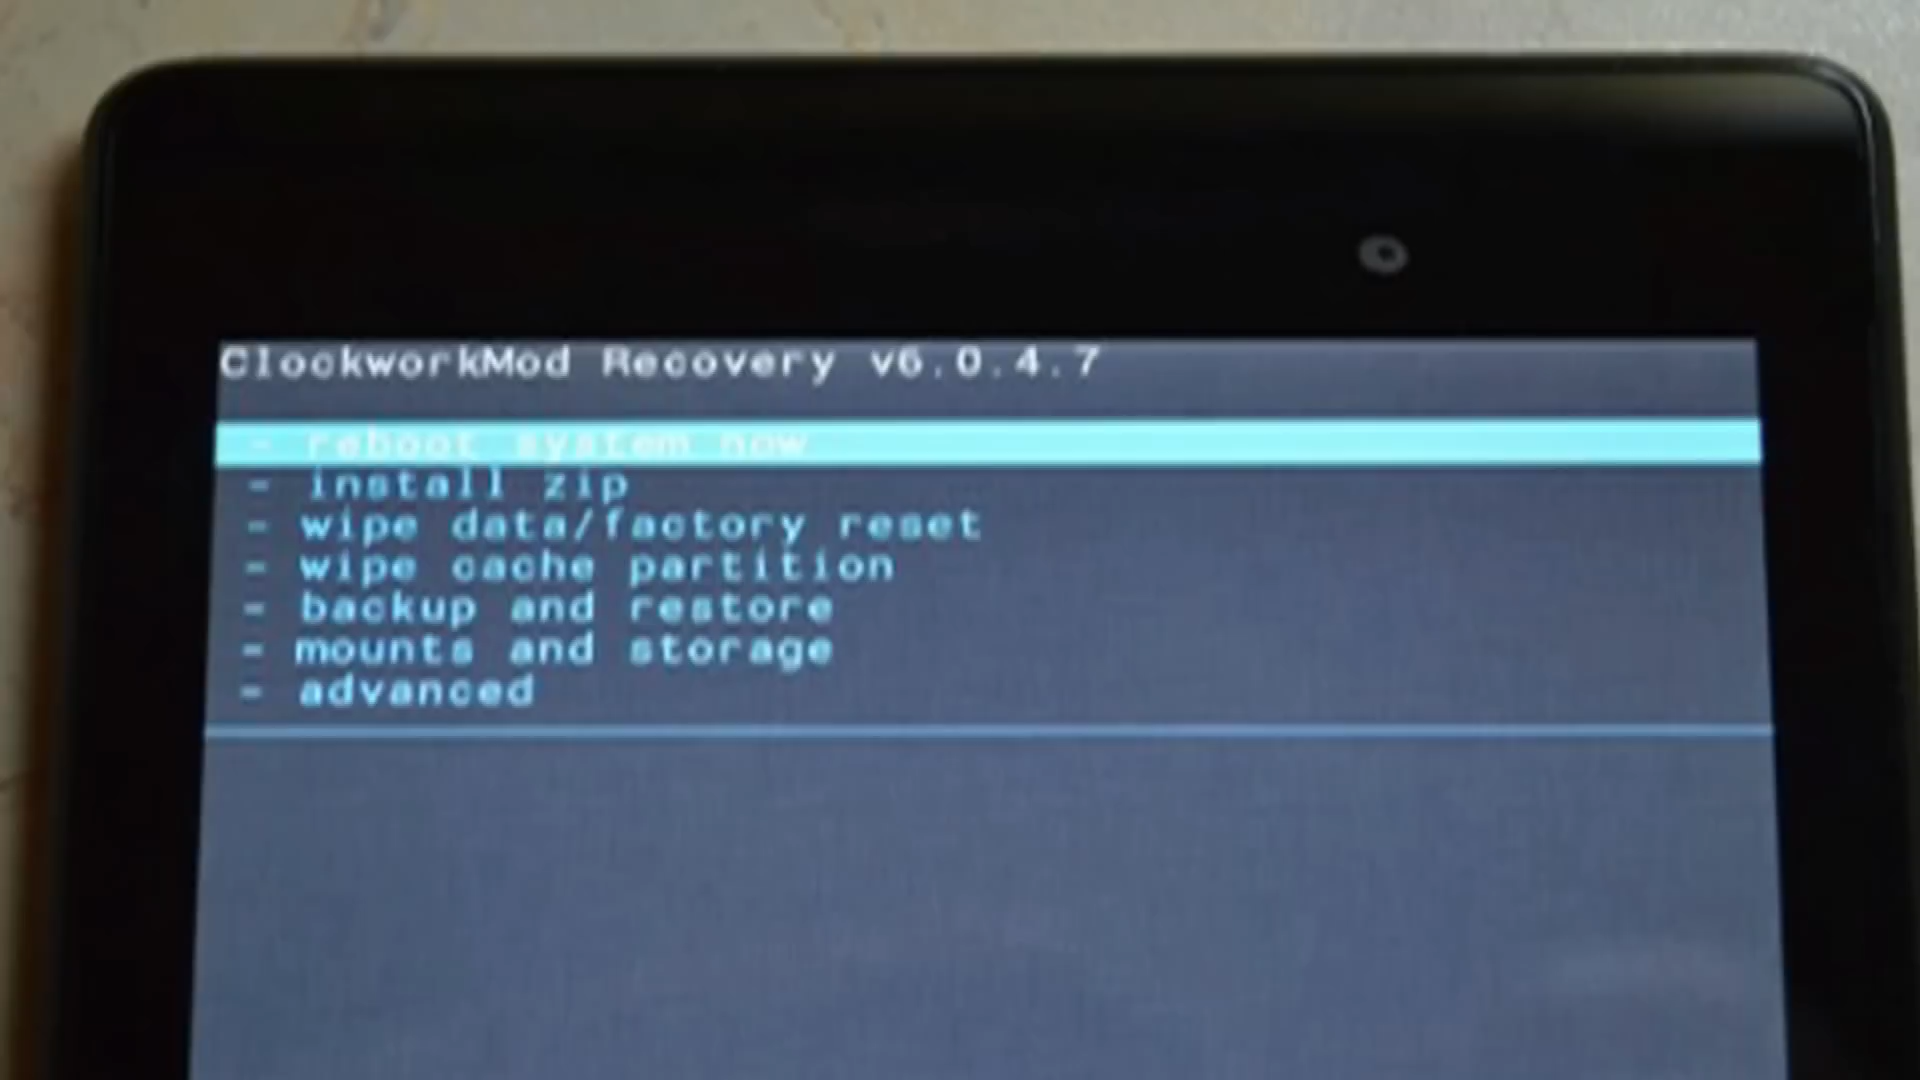 ClockworkMod Recovery v6.0.4.7
- reboot system now
- install zip
- wipe data/factory reset
- wipe cache partition
- backup and restore
- mounts and storage
- advanced